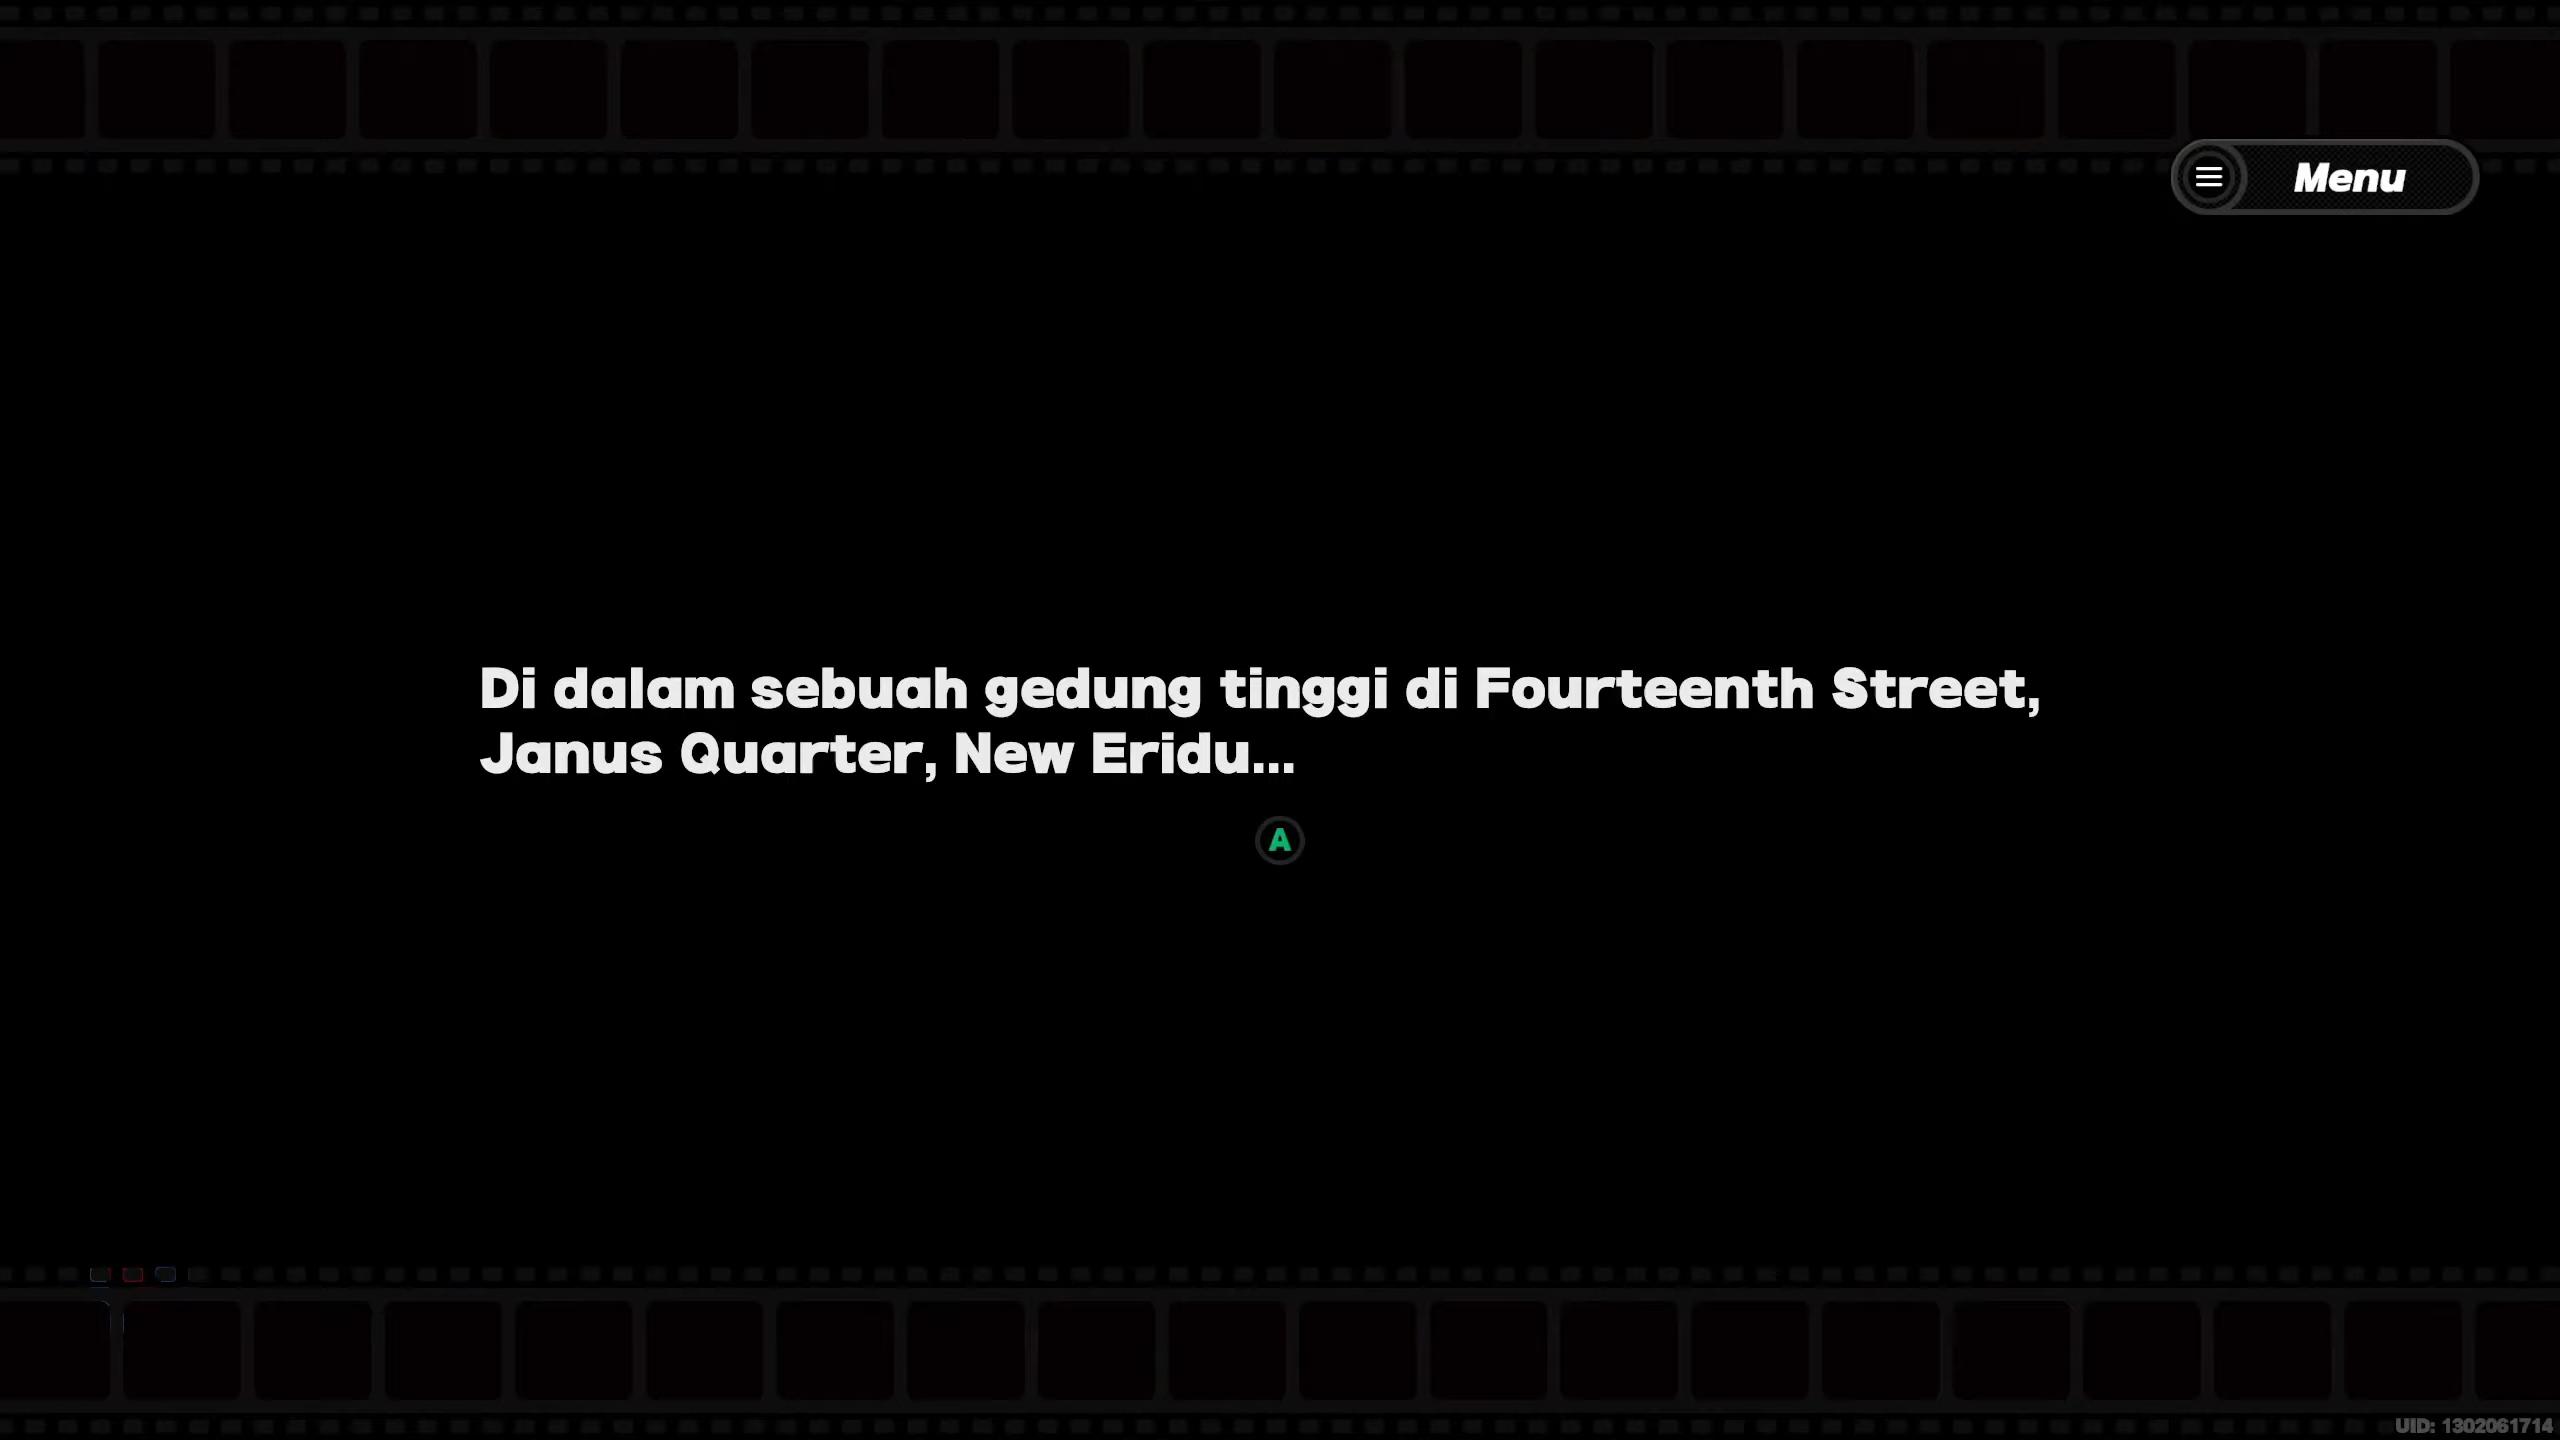 Menu
Di dalam sebuah gedung tinggi di Fourteenth Street,
Janus Quarter, New Eridu...
A
UID: 1302061714